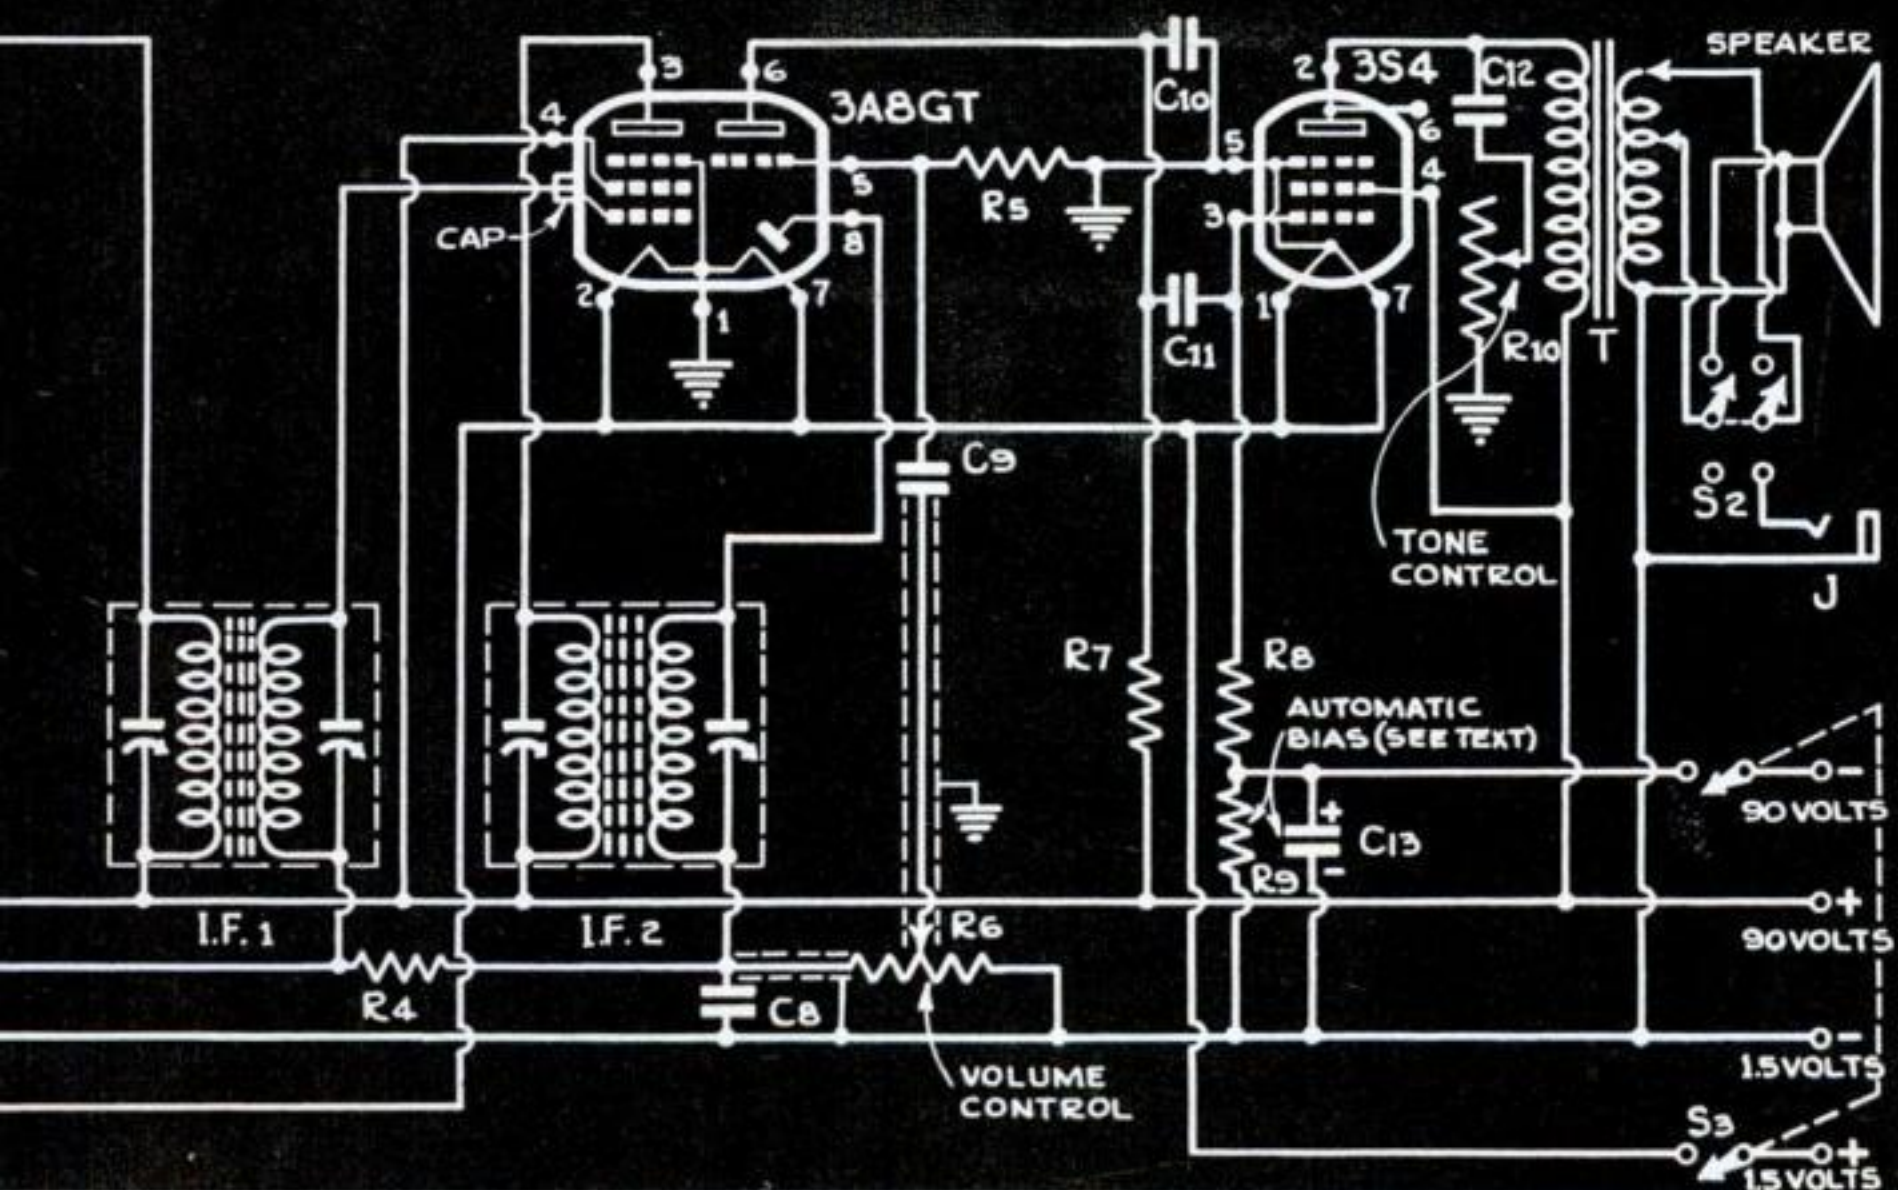 SPEAKER
3
6
2
3S4
C12
4
3A8GT
C10
6
5
5
4
R5
3
CAP
8
2
7
1
1
7
C11
R10
T
C9
S2
TONE
CONTROL
J
R7
R8
AUTOMATIC
BIAS (SEE TEXT)
-
90 VOLTS
+
C13
-
R9
+
I.F. 1
I.F. 2
R6
90 VOLTS
R4
C8
-
1.5 VOLTS
VOLUME
CONTROL
S3
+
1.5 VOLTS